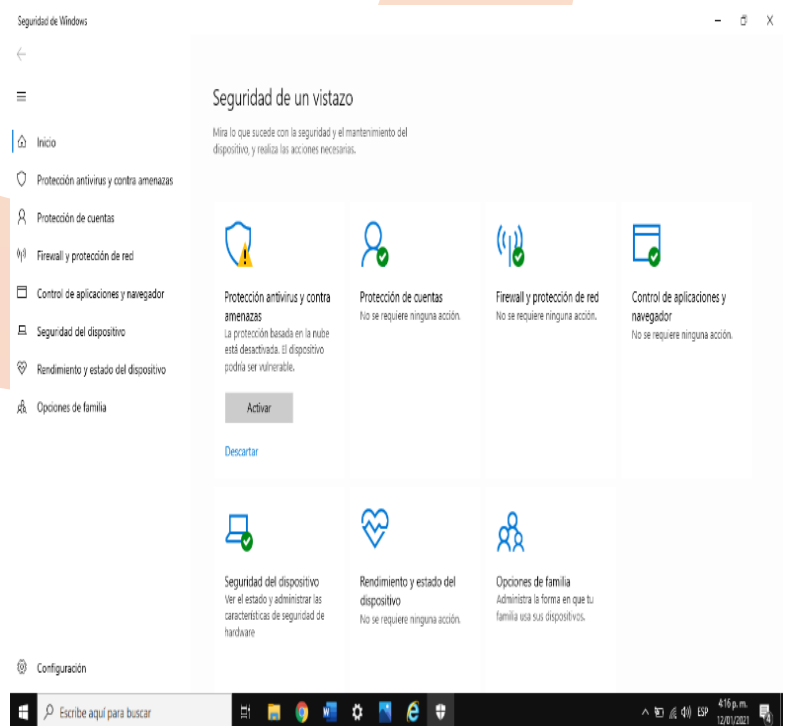 Seguridad de Windows
Inicio
Protección antivirus y contra amenazas
Protección de cuentas
Firewall y protección de red
Control de aplicaciones y navegador
Seguridad del dispositivo
Rendimiento y estado del dispositivo
Opciones de familia
Configuración
Seguridad de un vistazo
Mira lo que sucede con la seguridad y el mantenimiento del
dispositivo, y realiza las acciones necesarias.
Protección antivirus y contra
amenazas
La protección basada en la nube
está desactivada. El dispositivo
podría ser vulnerable.
Activar
Descartar
Protección de cuentas
No se requiere ninguna acción.
Firewall y protección de red
No se requiere ninguna acción.
Control de aplicaciones y
navegador
No se requiere ninguna acción.
Seguridad del dispositivo
Ver el estado y administrar las
características de seguridad de
hardware
Rendimiento y estado del
dispositivo
No se requiere ninguna acción.
Opciones de familia
Administra la forma en que tu
familia usa sus dispositivos.
Escribe aquí para buscar
ESP
4:16 p. m.
12/01/2021
4